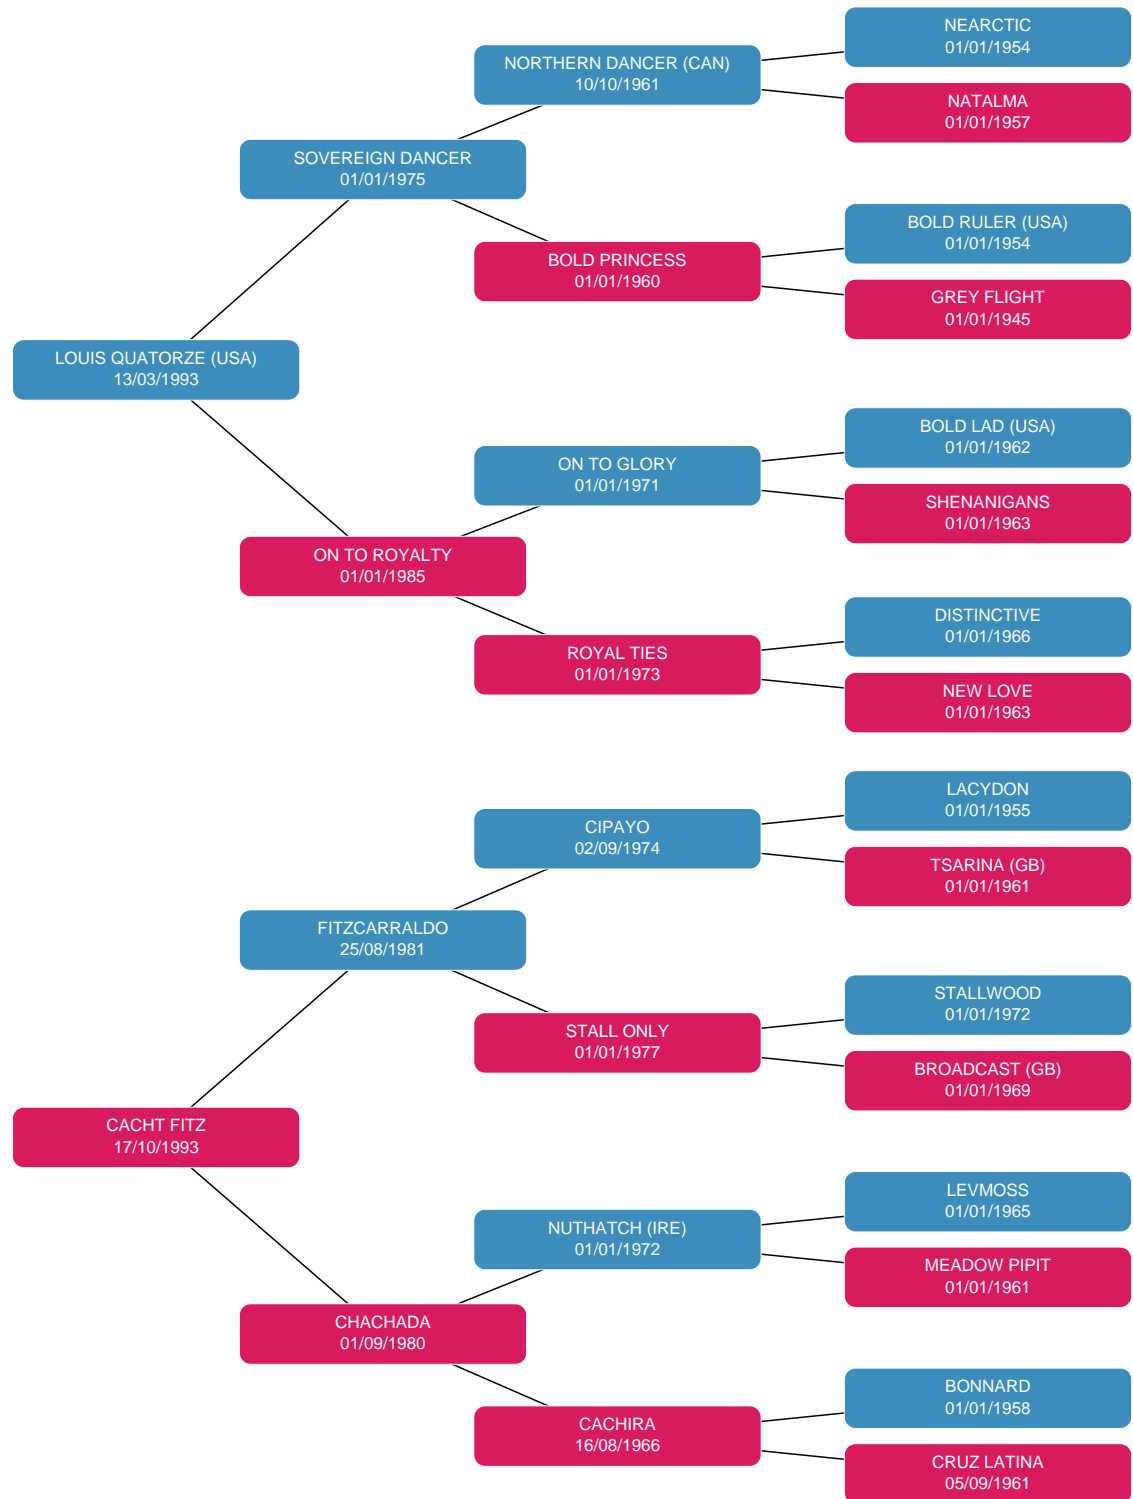 NEARCTIC
01/01/1954
NORTHERN DANCER (CAN)
10/10/1961
NATALMA
01/01/1957
SOVEREIGN DANCER
01/01/1975
BOLD RULER (USA)
01/01/1954
BOLD PRINCESS
01/01/1960
GREY FLIGHT
01/01/1945
LOUIS QUATORZE (USA)
13/03/1993
BOLD LAD (USA)
01/01/1962
ON TO GLORY
01/01/1971
SHENANIGANS
01/01/1963
ON TO ROYALTY
01/01/1985
DISTINCTIVE
01/01/1966
ROYAL TIES
01/01/1973
NEW LOVE
01/01/1963
LACYDON
01/01/1955
CIPAYO
02/09/1974
TSARINA (GB)
01/01/1961
FITZCARRALDO
25/08/1981
STALLWOOD
01/01/1972
STALL ONLY
01/01/1977
BROADCAST (GB)
01/01/1969
CACHT FITZ
17/10/1993
LEVMOSS
01/01/1965
NUTHATCH (IRE)
01/01/1972
MEADOW PIPIT
01/01/1961
CHACHADA
01/09/1980
BONNARD
01/01/1958
CACHIRA
16/08/1966
CRUZ LATINA
05/09/1961